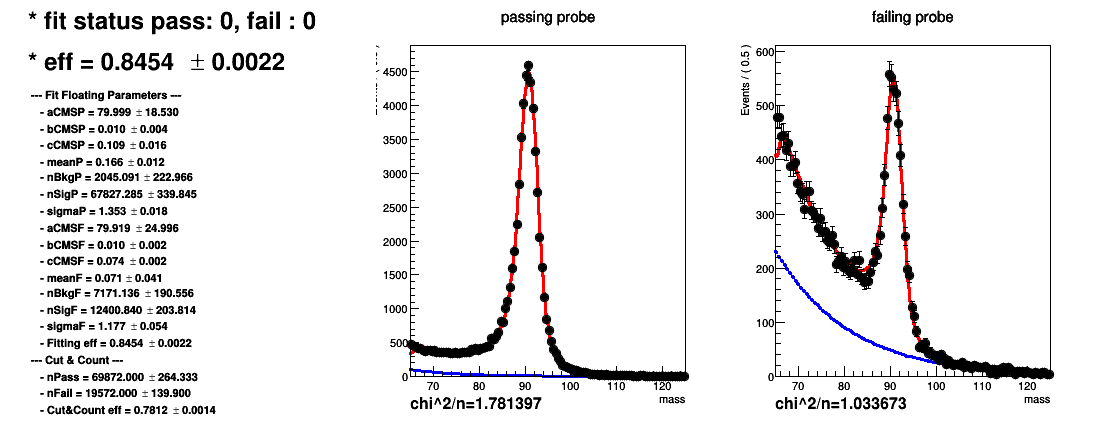 * fit status pass: 0, fail : 0
* eff = 0.8454 ± 0.0022
--- Fit Floating Parameters ---
- aCMSP = 79.999 ± 18.530
- bCMSP = 0.010 ± 0.004
- cCMSP = 0.109 ± 0.016
- meanP = 0.166 ± 0.012
- nBkgP = 2045.091 ± 222.966
- nSigP = 67827.285 ± 339.845
- sigmaP = 1.353 ± 0.018
- aCMSF = 79.919 ± 24.996
- bCMSF = 0.010 ± 0.002
- cCMSF = 0.074 ± 0.002
- meanF = 0.071 ± 0.041
- nBkgF = 7171.136 ± 190.556
- nSigF = 12400.840 ± 203.814
- sigmaF = 1.177 ± 0.054
- Fitting eff = 0.8454 ± 0.0022
--- Cut & Count ---
- nPass = 69872.000 ± 264.333
- nFail = 19572.000 ± 139.900
- Cut&Count eff = 0.7812 ± 0.0014
passing probe
4500
4000
3500
3000
2500
2000
1500
1000
500
0
70 80 90 100 110 120
mass
chi^2/n=1.781397
failing probe
Events / ( 0.5 )
600
500
400
300
200
100
0
70 80 90 100 110 120
mass
chi^2/n=1.033673